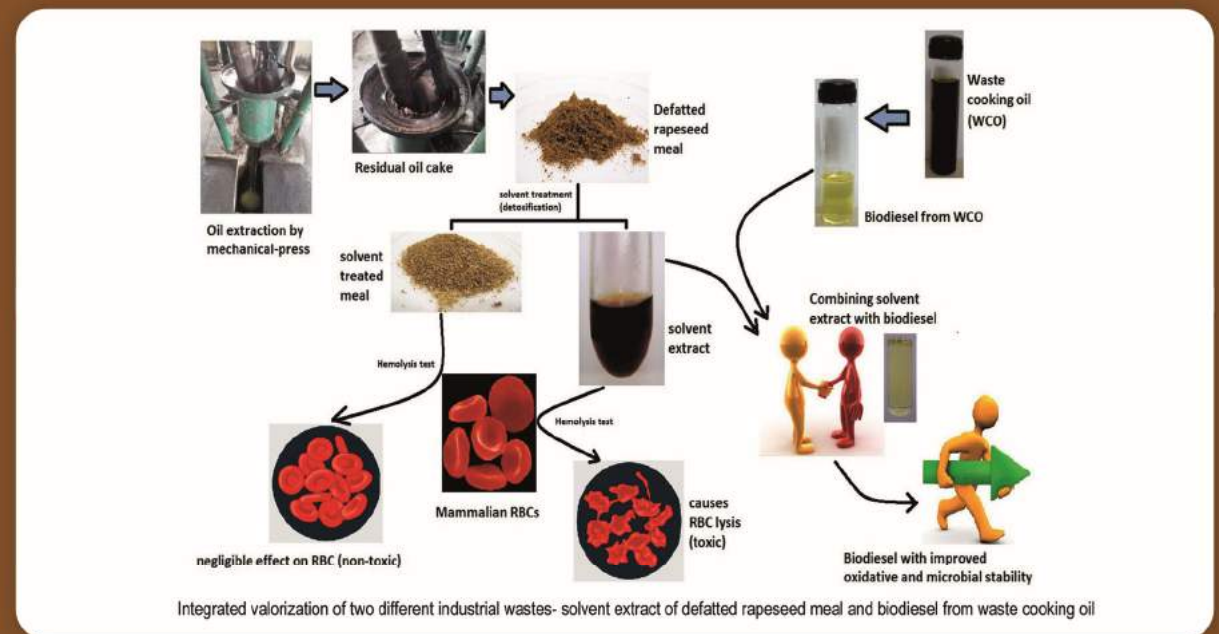 Oil extraction by
mechanical-press
Residual oil cake
Defatted
rapeseed
meal
Waste
cooking oil
(WCO)
Biodiesel from WCO
solvent treatment
(detoxification)
solvent
treated
meal
solvent
extract
Combining solvent
extract with biodiesel
Hemolysis test
Hemolysis test
Mammalian RBCs
negligible effect on RBC (non-toxic)
causes
RBC lysis
(toxic)
Biodiesel with improved
oxidative and microbial stability
Integrated valorization of two different industrial wastes- solvent extract of defatted rapeseed meal and biodiesel from waste cooking oil